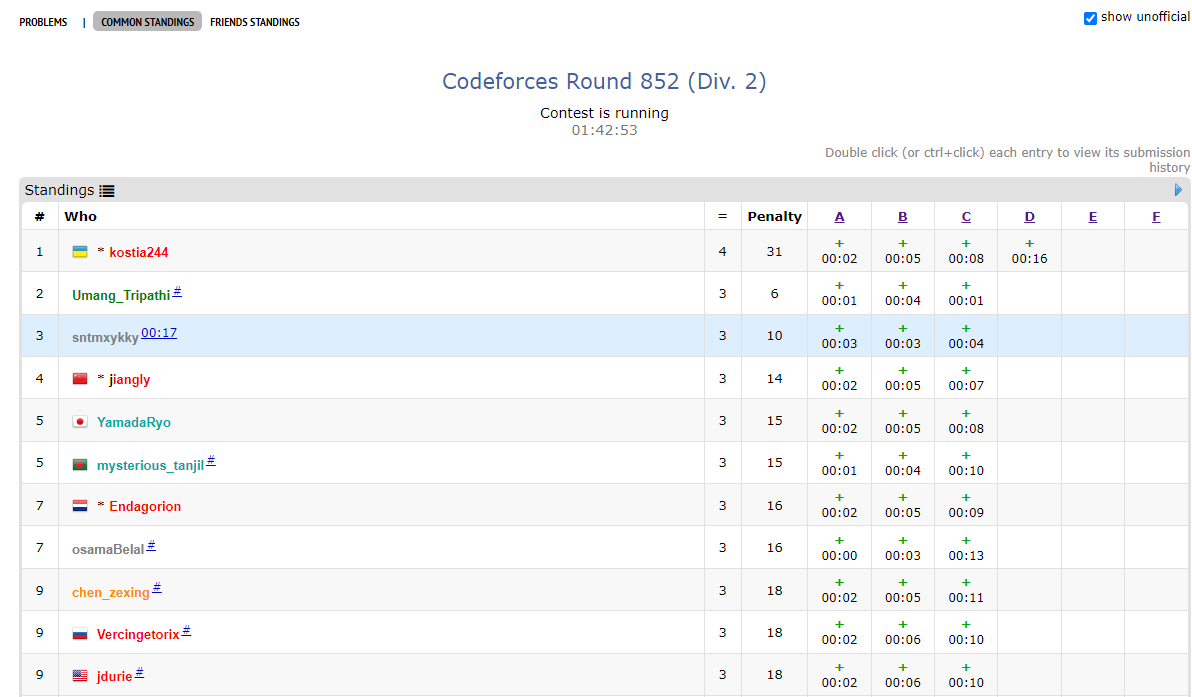 PROBLEMS | COMMON STANDINGS FRIENDS STANDINGS show unofficial
Codeforces Round 852 (Div. 2)
Contest is running
01:42:53
Double click (or ctrl+click) each entry to view its submission
history
Standings
# Who = Penalty A B C D E F
1 * kostia244 4 31 + 00:02 + 00:05 + 00:08 + 00:16
2 Umang_Tripathi # 3 6 + 00:01 + 00:04 + 00:01
3 sntmxykky 00:17 3 10 + 00:03 + 00:03 + 00:04
4 * jiangly 3 14 + 00:02 + 00:05 + 00:07
5 YamadaRyo 3 15 + 00:02 + 00:05 + 00:08
5 mysterious_tanjil # 3 15 + 00:01 + 00:04 + 00:10
7 * Endagorion 3 16 + 00:02 + 00:05 + 00:09
7 osamaBelal # 3 16 + 00:00 + 00:03 + 00:13
9 chen_zexing # 3 18 + 00:02 + 00:05 + 00:11
9 Vercingetorix # 3 18 + 00:02 + 00:06 + 00:10
9 jdurie # 3 18 + 00:02 + 00:06 + 00:10